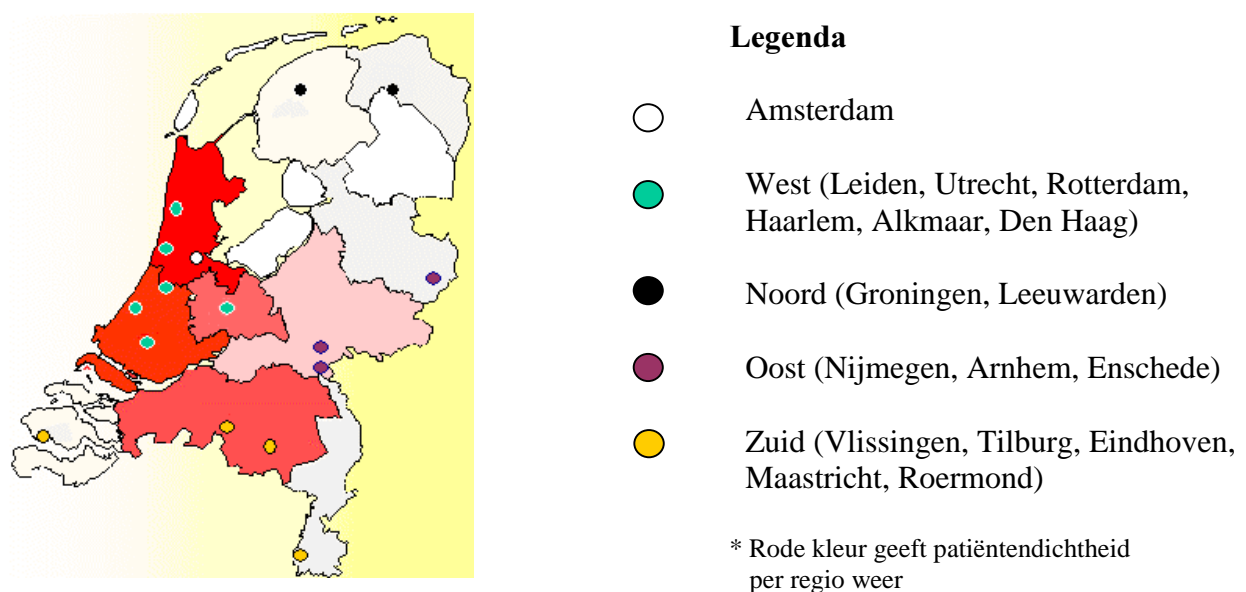 Legenda
Amsterdam
West (Leiden, Utrecht, Rotterdam,
Haarlem, Alkmaar, Den Haag)
Noord (Groningen, Leeuwarden)
Oost (Nijmegen, Arnhem, Enschede)
Zuid (Vlissingen, Tilburg, Eindhoven,
Maastricht, Roermond)
* Rode kleur geeft patiëntendichtheid
per regio weer